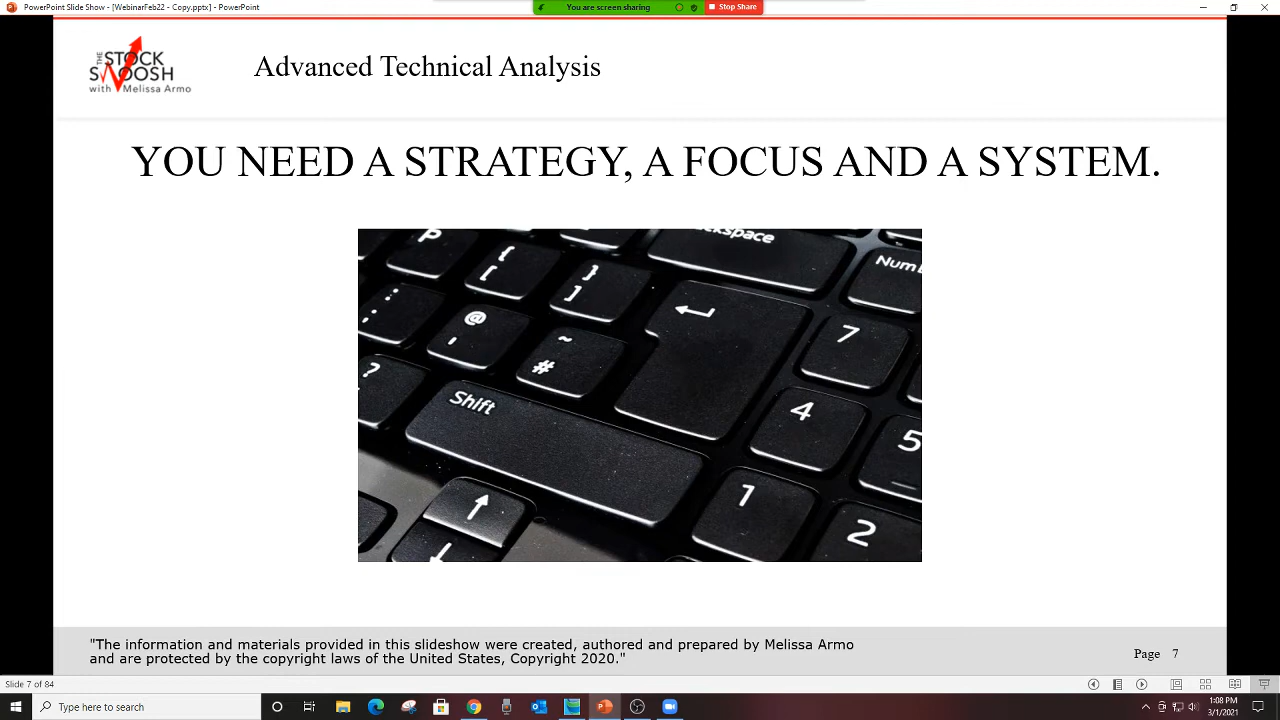 PowerPoint Slide Show - [WebinarFeb22 - Copy.pptx] - PowerPoint
You are screen sharing
Stop Share
THE STOCK
SWOOSH
with Melissa Armo
Advanced Technical Analysis
YOU NEED A STRATEGY, A FOCUS AND A SYSTEM.
P
{
[
}
]
:
;
@
'
~
#
?
Shift
7
4
5
1
2
"The information and materials provided in this slideshow were created, authored and prepared by Melissa Armo
and are protected by the copyright laws of the United States, Copyright 2020."
Page 7
Slide 7 of 84
Type here to search
1:08 PM
3/1/2021